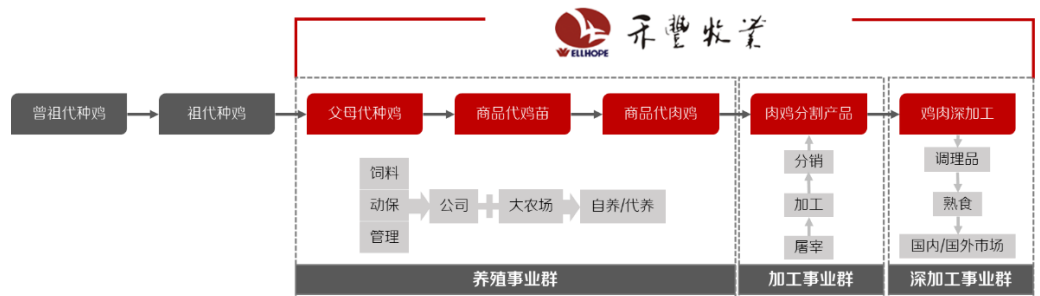 禾豐牧业
WELLHOPE
曾祖代种鸡
祖代种鸡
父母代种鸡
商品代鸡苗
商品代肉鸡
肉鸡分割产品
鸡肉深加工
饲料
动保
管理
公司
大农场
自养/代养
分销
加工
屠宰
调理品
熟食
国内/国外市场
养殖事业群
加工事业群
深加工事业群